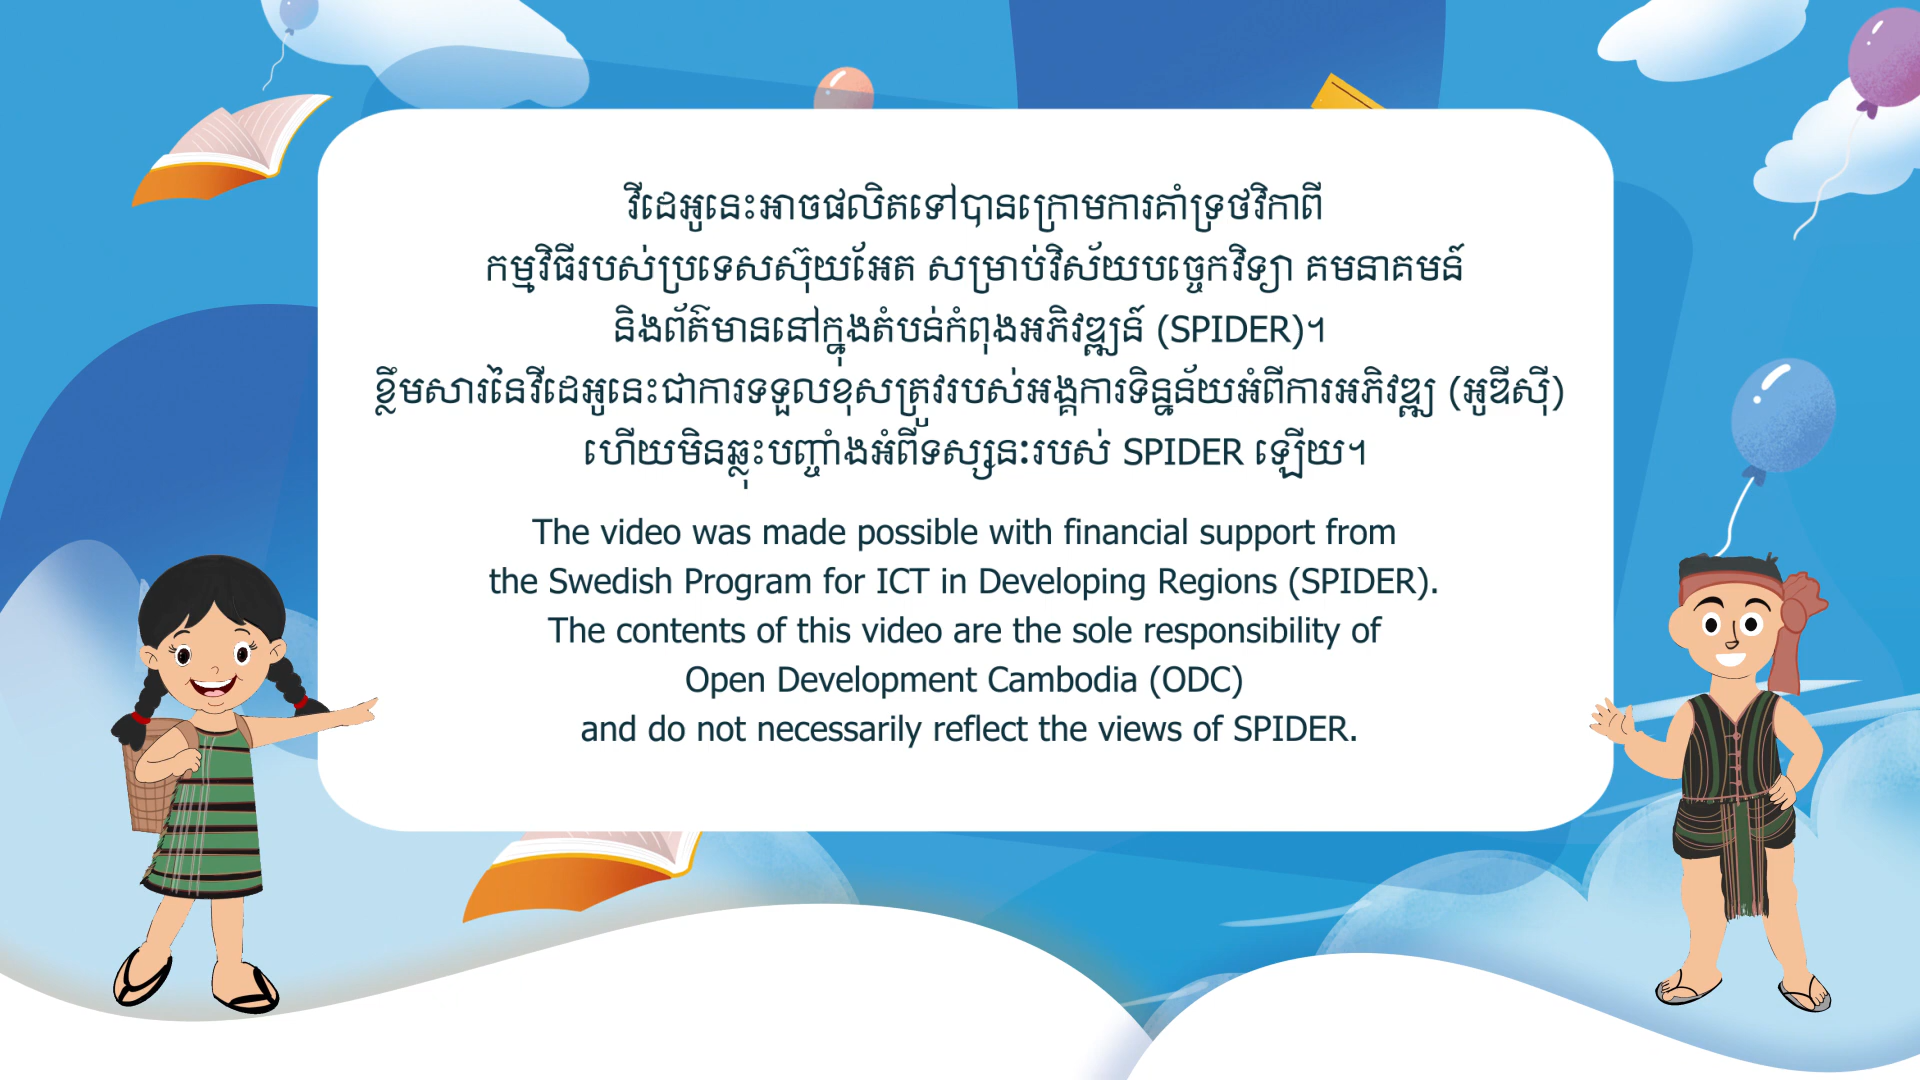 វីដេអូនេះអាចផលិតទៅបានក្រោមការគាំទ្រថវិកាពី
កម្មវិធីរបស់ប្រទេសស៊ុយអែត សម្រាប់វិស័យបច្ចេកវិទ្យា គមនាគមន៍
និងព័ត៌មាននៅក្នុងតំបន់កំពុងអភិវឌ្ឍន៍ (SPIDER)។
ខ្លឹមសារនៃវីដេអូនេះជាការទទួលខុសត្រូវរបស់អង្គការទិន្នន័យអំពីការអភិវឌ្ឍ (អូឌីស៊ី)
ហើយមិនឆ្លុះបញ្ចាំងអំពីទស្សនៈរបស់ SPIDER ឡើយ។
The video was made possible with financial support from
the Swedish Program for ICT in Developing Regions (SPIDER).
The contents of this video are the sole responsibility of
Open Development Cambodia (ODC)
and do not necessarily reflect the views of SPIDER.